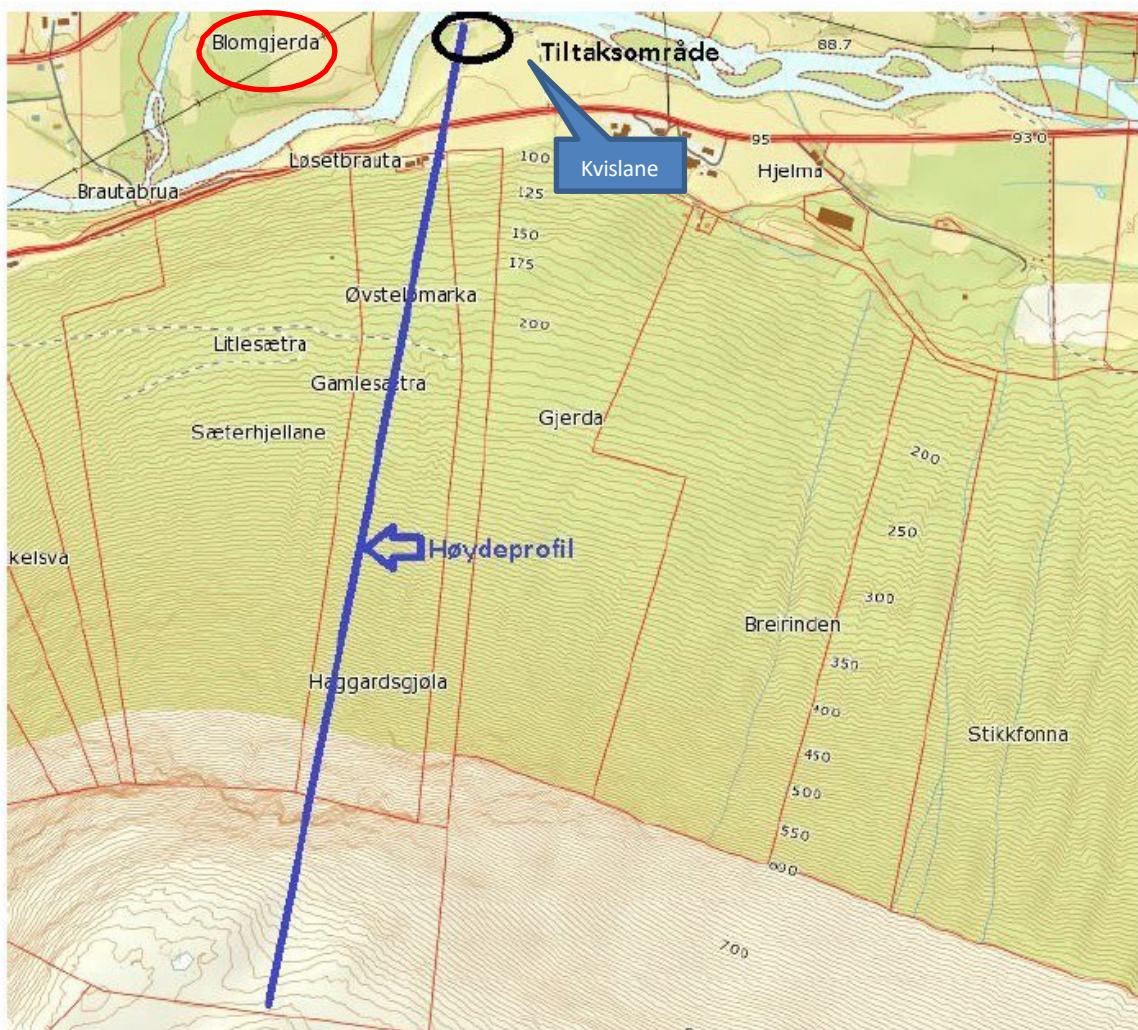 Blomgjerda
Tiltaksområde
88.7
Løsetbrauta
100
Kvislane
95
93.0
Hjelma
Brautabrua
125
150
175
Øvstelømarka
200
Litlesætra
Gamlesætra
Sæterhjellane
Gjerda
200
250
kelsva
Høydeprofil
300
Breirinden
350
Haggardsgjøla
400
Stikkfonna
450
500
550
600
700